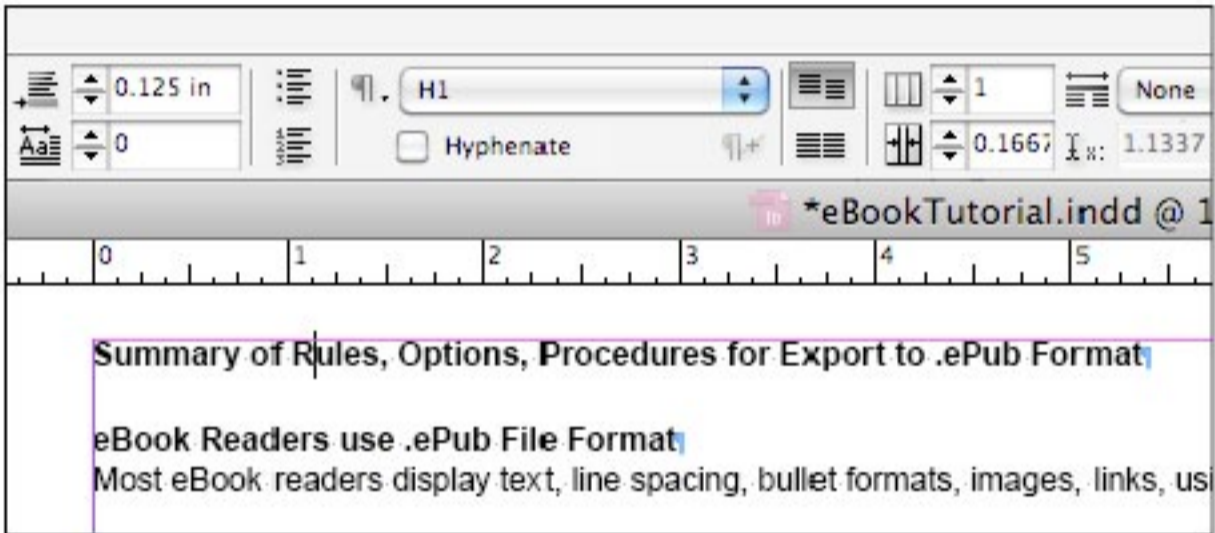 0.125 in H1 1 None
Aa 0 Hyphenate 0.1667 x: 1.1337
*eBookTutorial.indd @ 1
0 1 2 3 4 5
Summary of Rules, Options, Procedures for Export to .ePub Format
eBook Readers use .ePub File Format
Most eBook readers display text, line spacing, bullet formats, images, links, usi